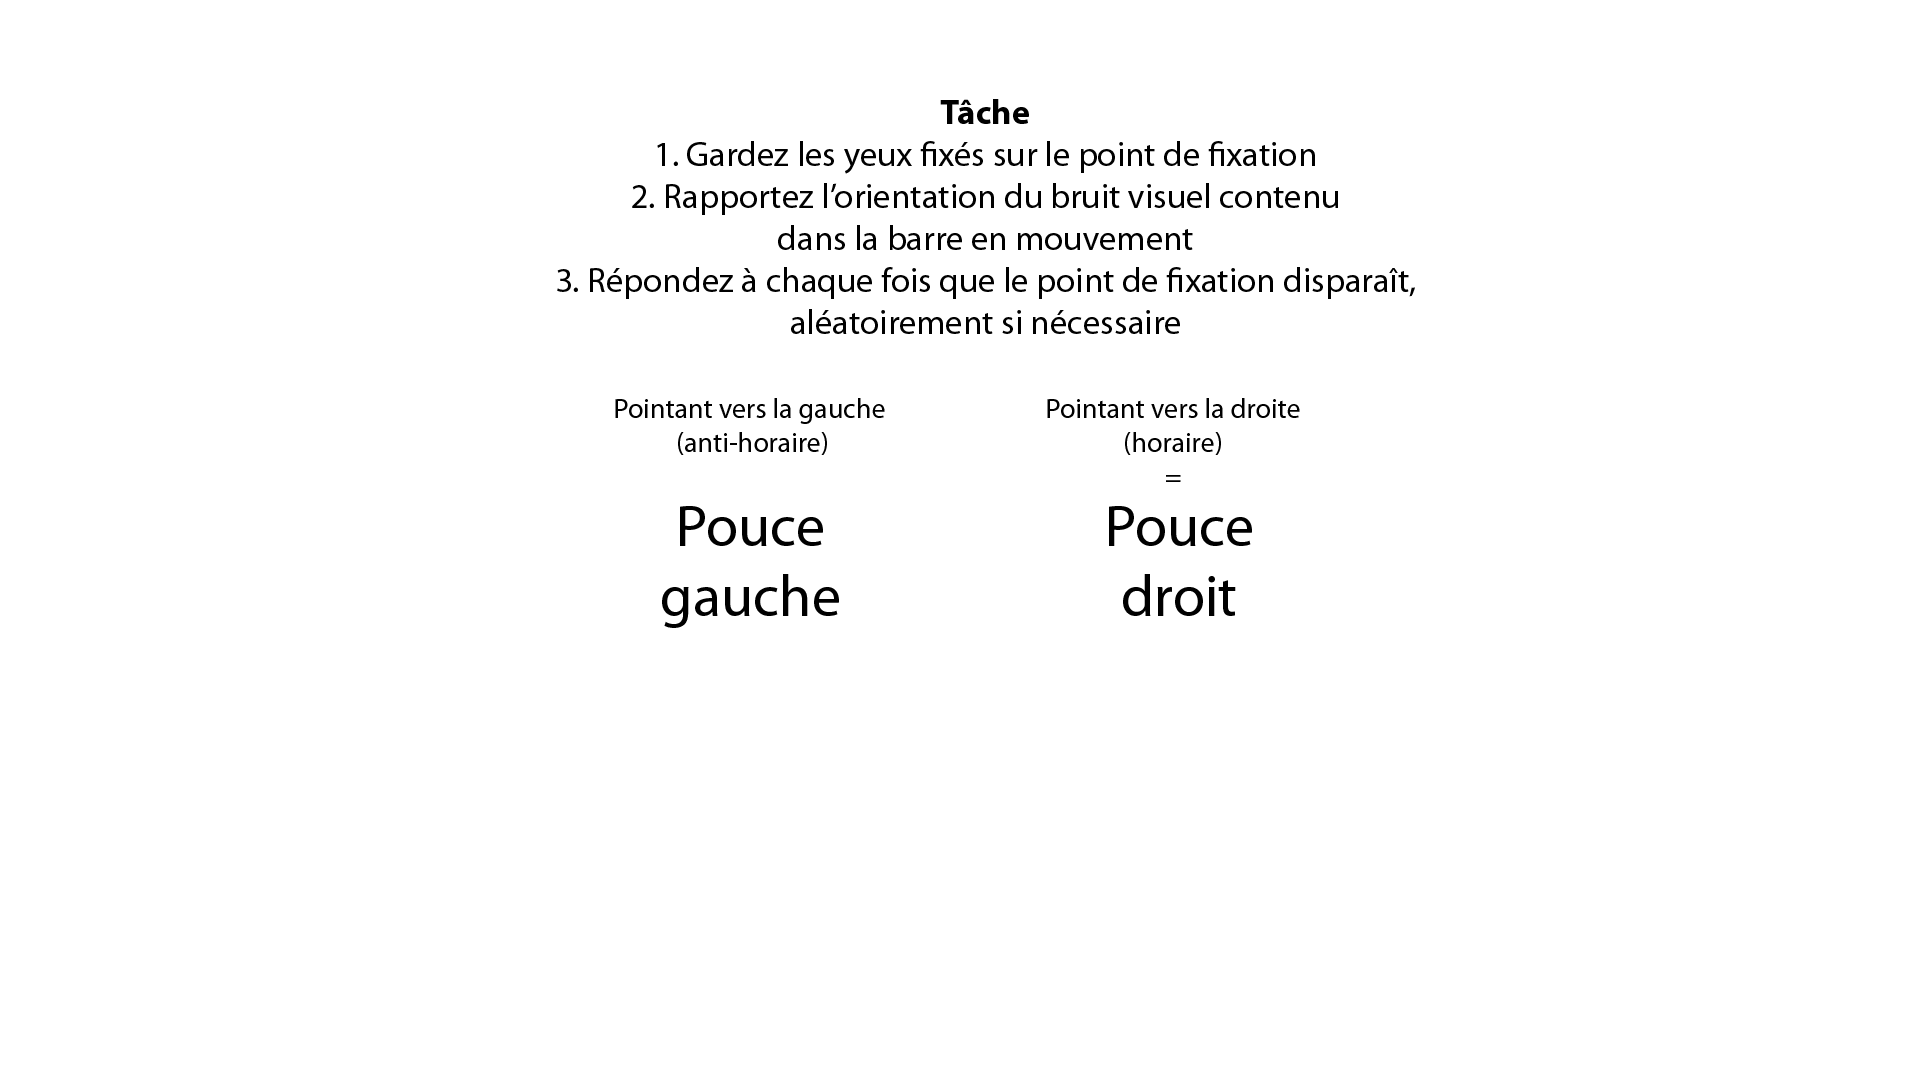 Tâche
1. Gardez les yeux fixés sur le point de fixation
2. Rapportez l’orientation du bruit visuel contenu
dans la barre en mouvement
3. Répondez à chaque fois que le point de fixation disparaît,
aléatoirement si nécessaire
Pointant vers la gauche
(anti-horaire)
Pouce
gauche
Pointant vers la droite
(horaire)
=
Pouce
droit